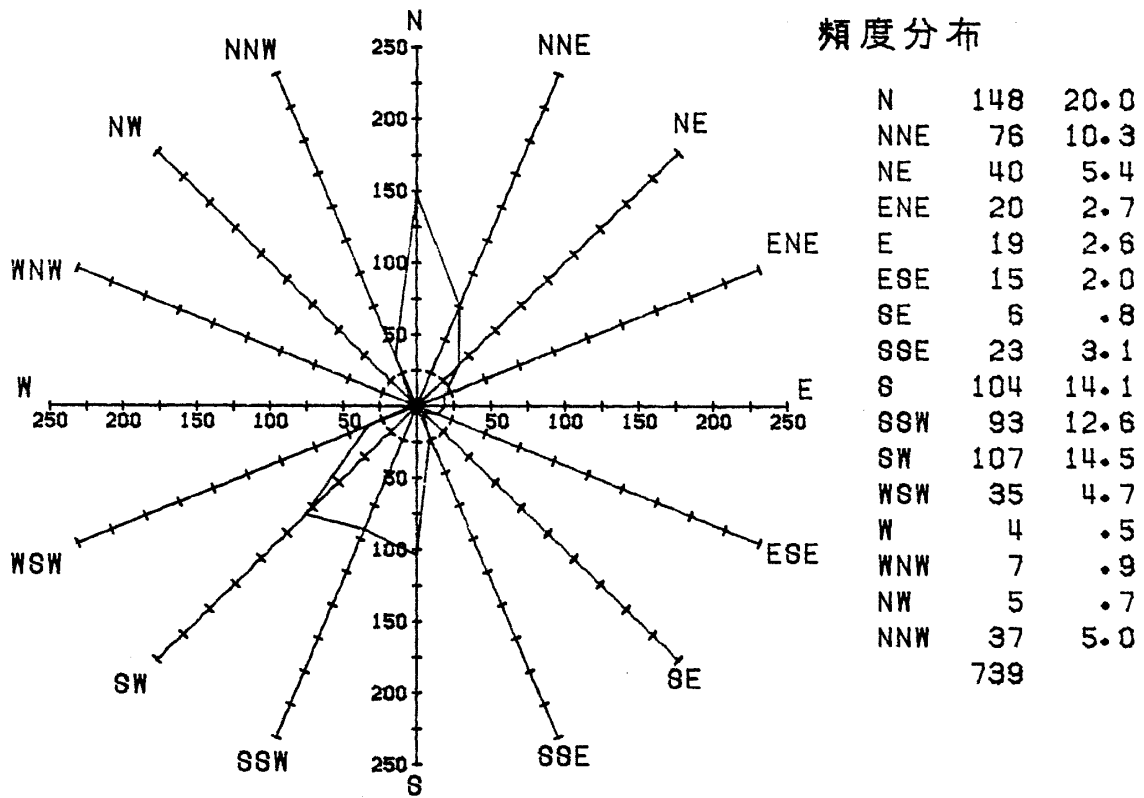 N
NNW
NNE
NW
NE
WNW
ENE
W
E
WSW
ESE
SW
SE
SSW
SSE
S
250
200
150
100
50
250 200 150 100 50
50 100 150 200 250
50
100
150
200
250
頻度分布
N 148 20.0
NNE 76 10.3
NE 40 5.4
ENE 20 2.7
E 19 2.6
ESE 15 2.0
SE 6 .8
SSE 23 3.1
S 104 14.1
SSW 93 12.6
SW 107 14.5
WSW 35 4.7
W 4 .5
WNW 7 .9
NW 5 .7
NNW 37 5.0
739